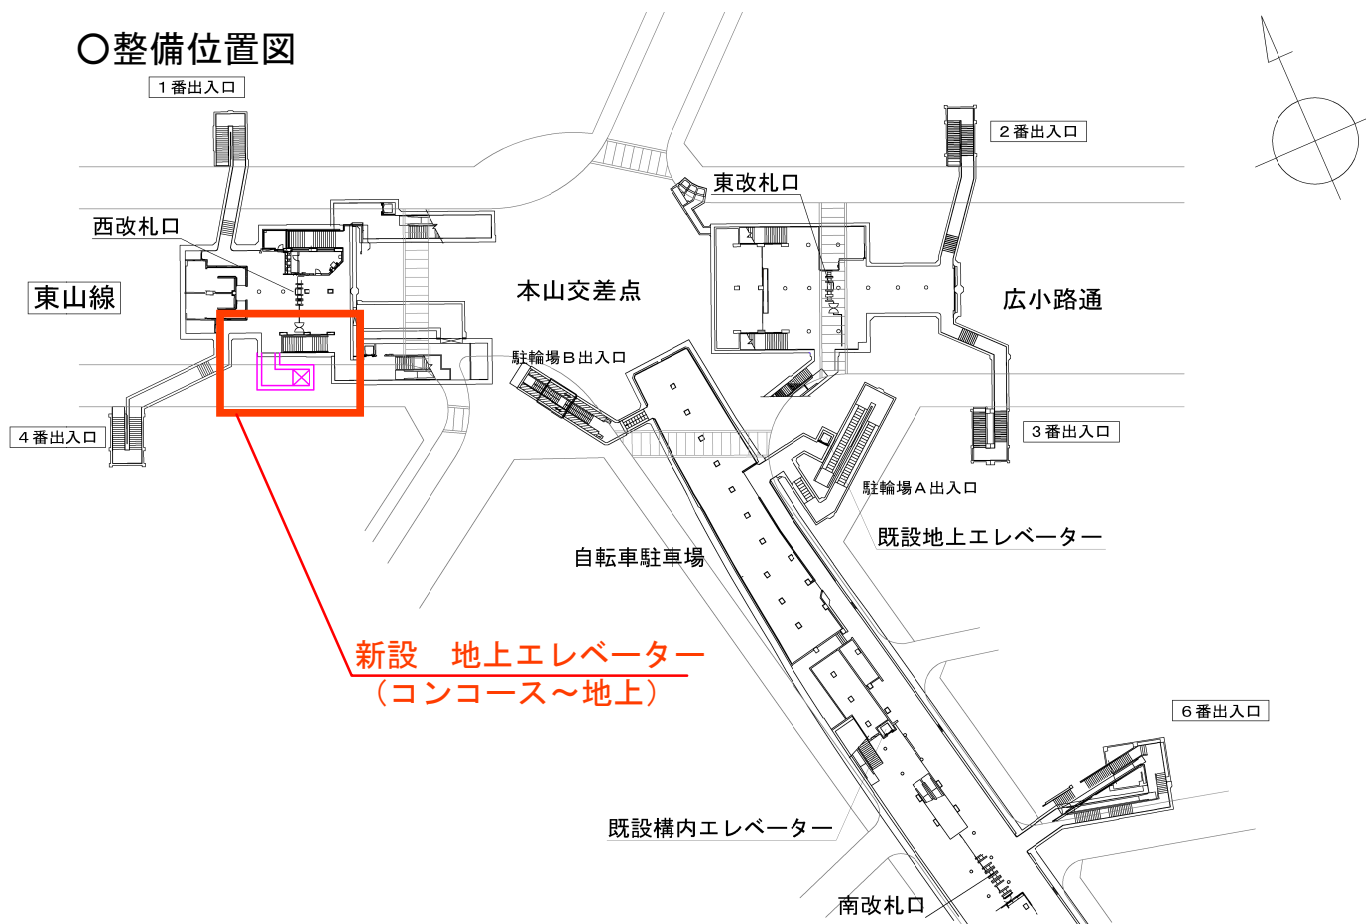 〇整備位置図
１番出入口
２番出入口
東改札口
西改札口
東山線
本山交差点
広小路通
駐輪場Ｂ出入口
４番出入口
３番出入口
駐輪場Ａ出入口
既設地上エレベーター
自転車駐車場
新設　地上エレベーター
（コンコース～地上）
６番出入口
既設構内エレベーター
南改札口